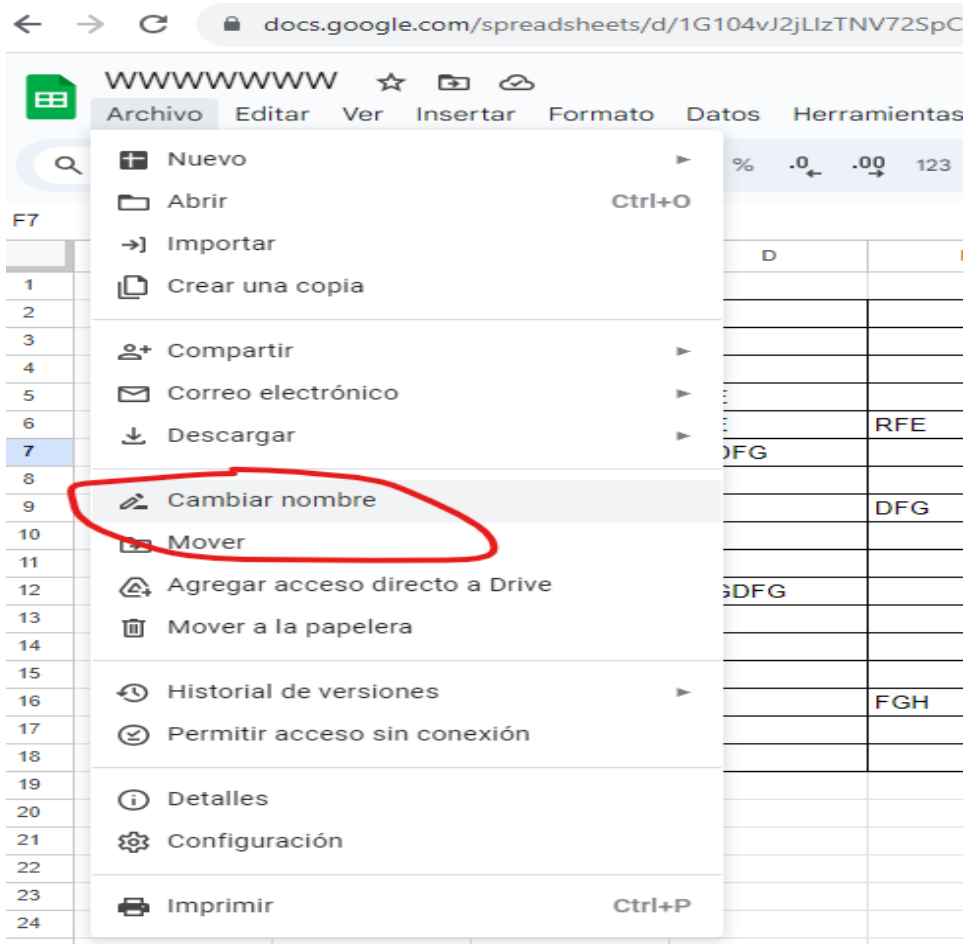 docs.google.com/spreadsheets/d/1G104vJ2jLIzTNV72SpC
WWWWWWW
Archivo Editar Ver Insertar Formato Datos Herramientas
Nuevo
% .0 .00 123
Abrir Ctrl+O
F7
Importar
D
Crear una copia
1
2
3
Compartir
4
5
Correo electrónico
6 RFE
Descargar
7 DFG
8
Cambiar nombre
9 DFG
10
Mover
11
12 GDFG
Agregar acceso directo a Drive
13
Mover a la papelera
14
15
Historial de versiones
16 FGH
17
Permitir acceso sin conexión
18
19
Detalles
20
21
Configuración
22
23
Imprimir Ctrl+P
24